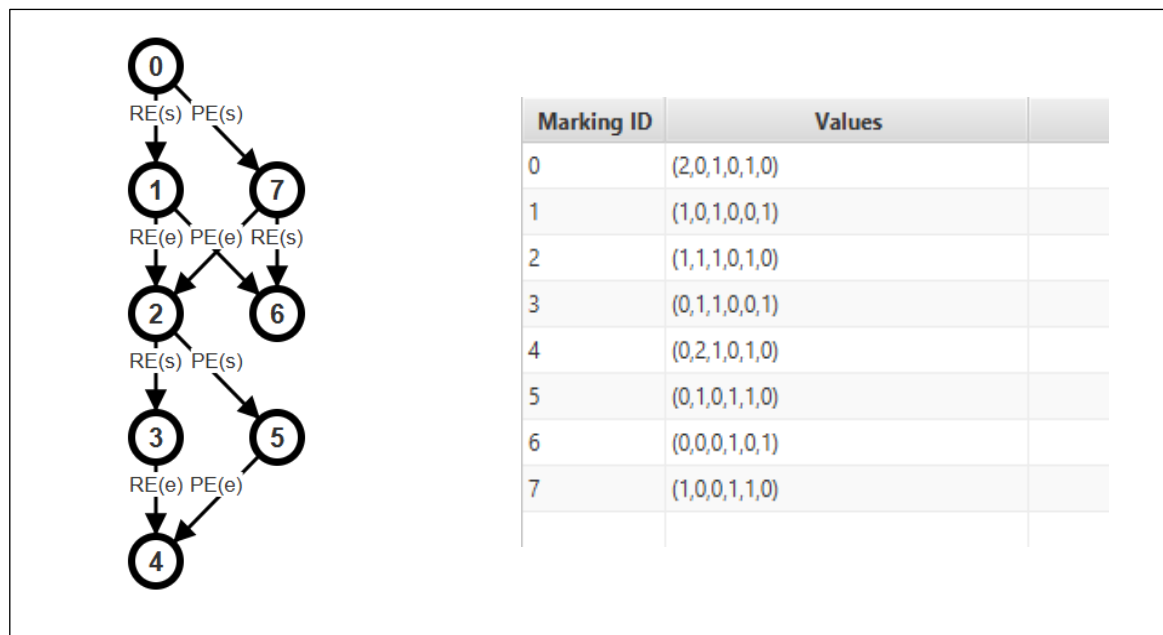 0
RE(s) PE(s)
1 7
RE(e) PE(e) RE(s)
2 6
RE(s) PE(s)
3 5
RE(e) PE(e)
4
Marking ID Values
0 (2,0,1,0,1,0)
1 (1,0,1,0,0,1)
2 (1,1,1,0,1,0)
3 (0,1,1,0,0,1)
4 (0,2,1,0,1,0)
5 (0,1,0,1,1,0)
6 (0,0,0,1,0,1)
7 (1,0,0,1,1,0)